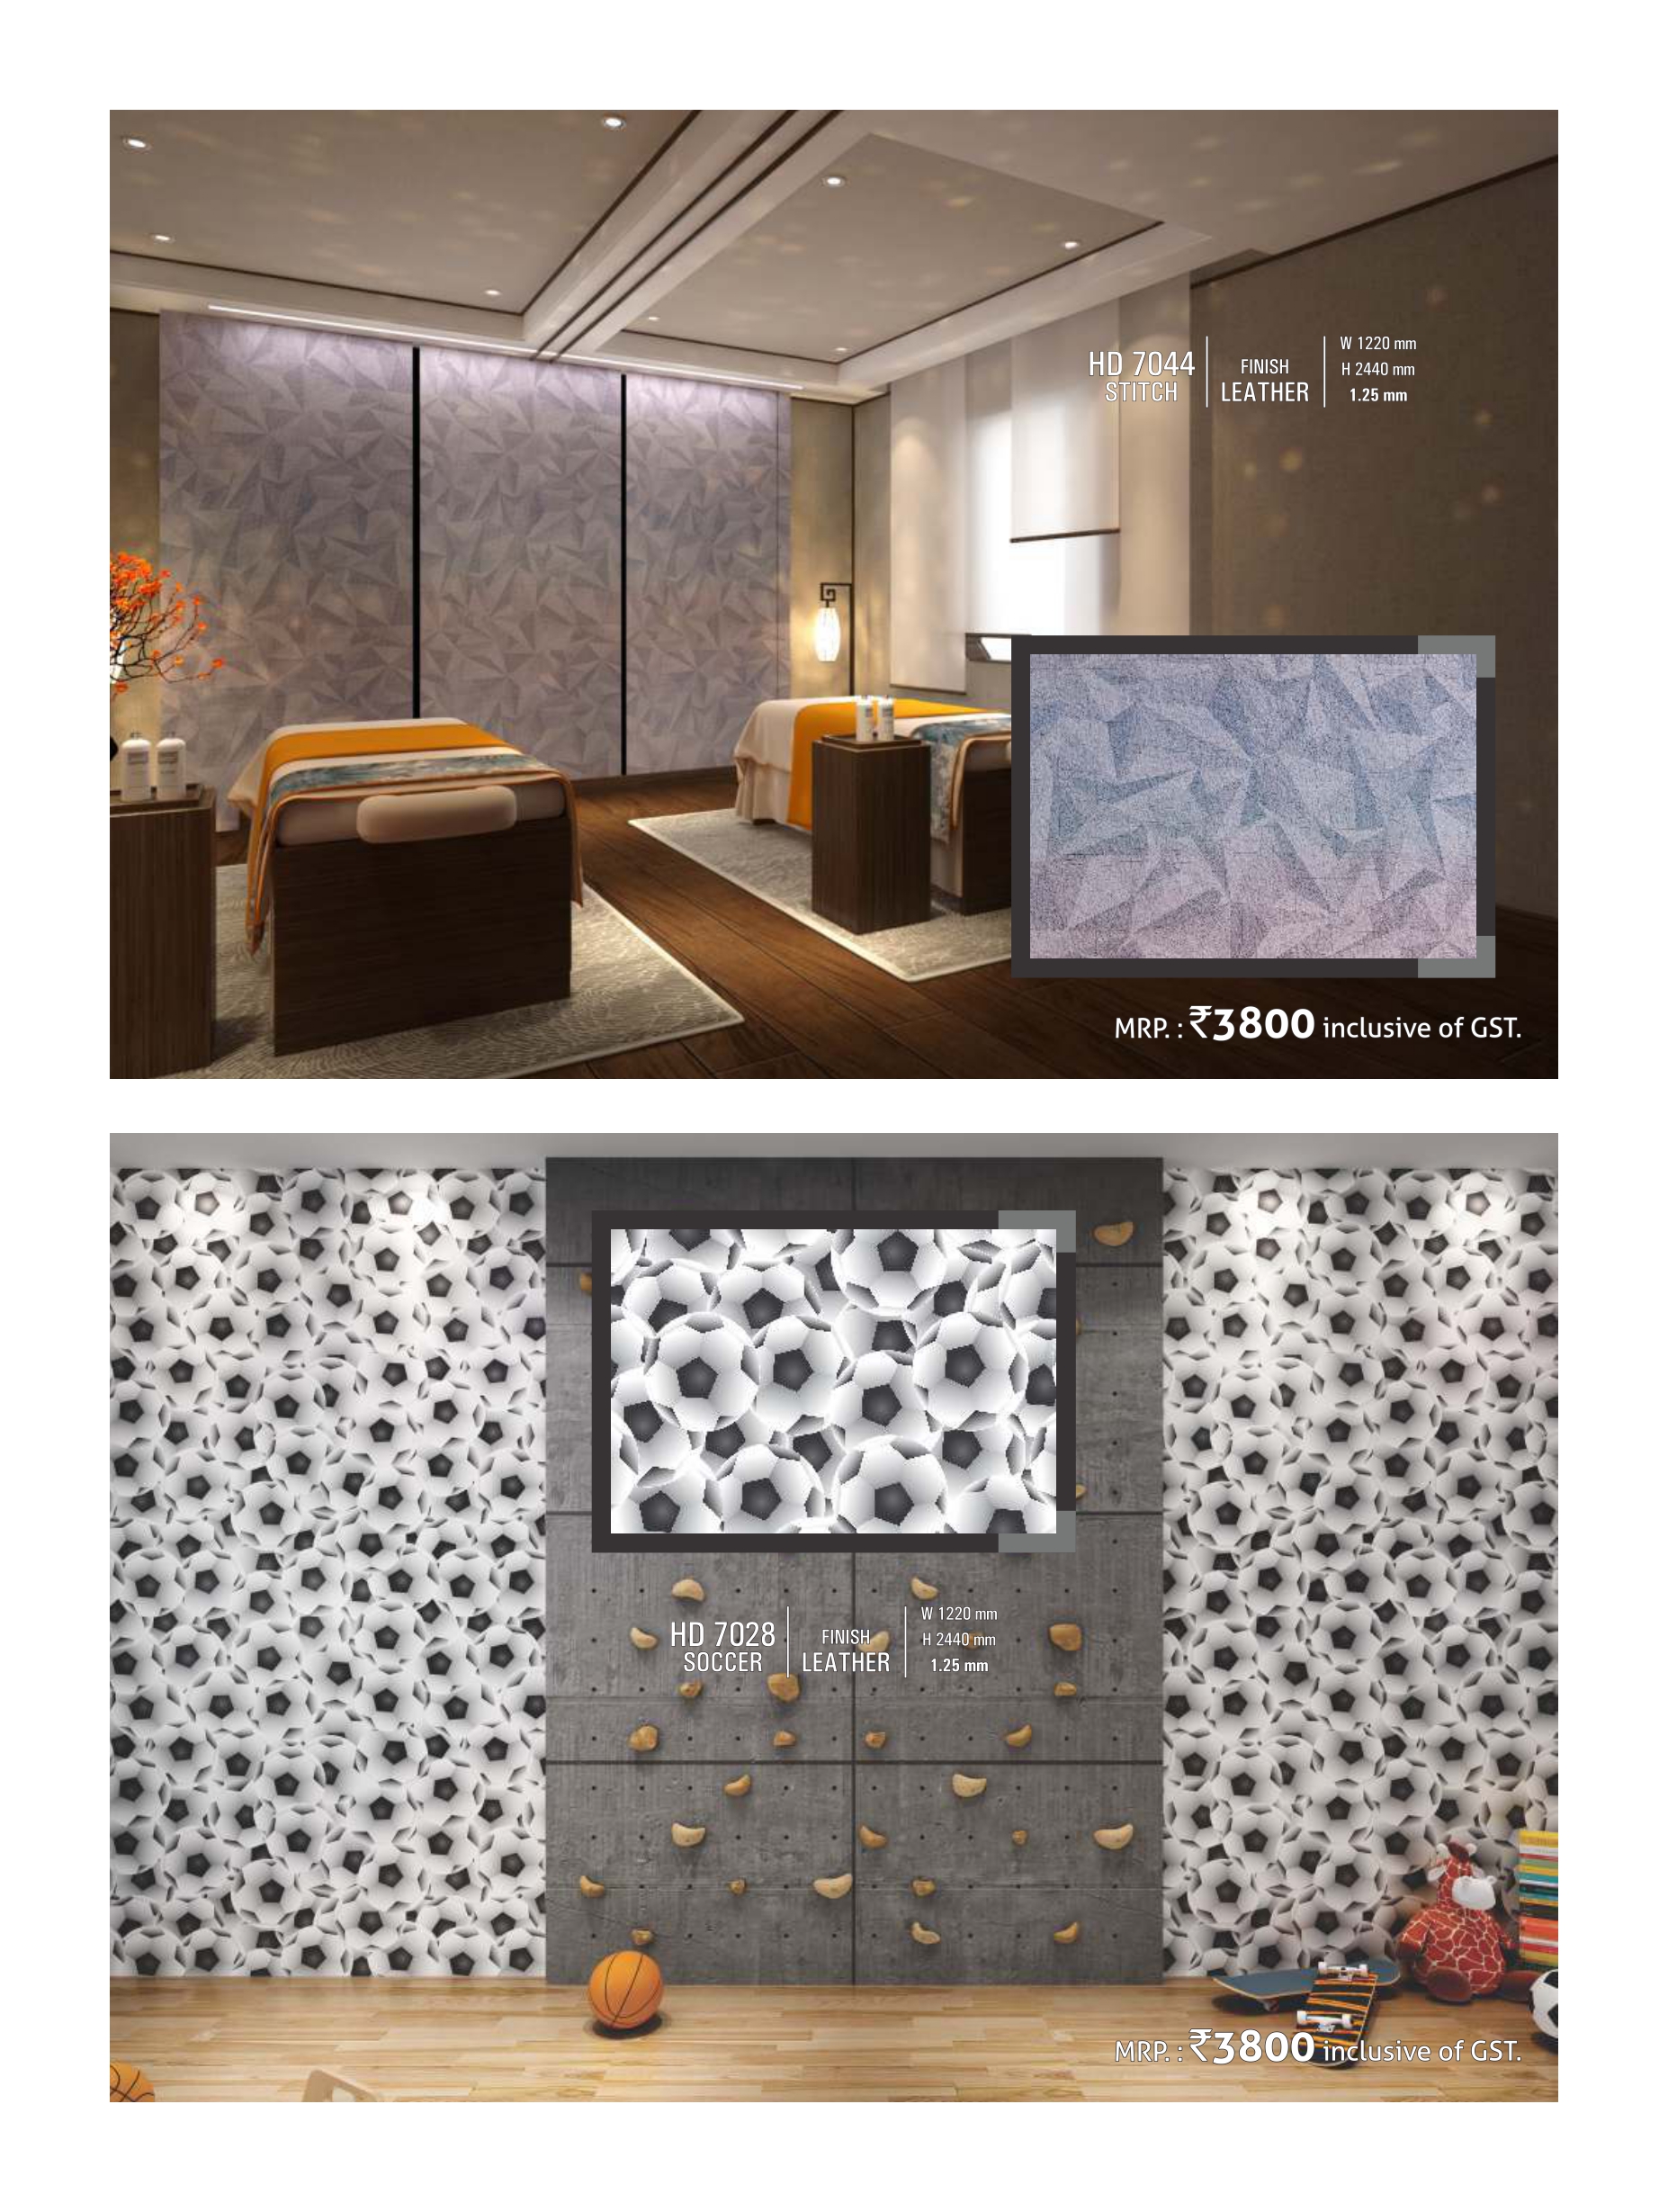 HD 7044
STITCH
FINISH
LEATHER
W 1220 mm
H 2440 mm
1.25 mm
MRP. : ₹3800 inclusive of GST.
HD 7028
SOCCER
FINISH
LEATHER
W 1220 mm
H 2440 mm
1.25 mm
MRP. : ₹3800 inclusive of GST.